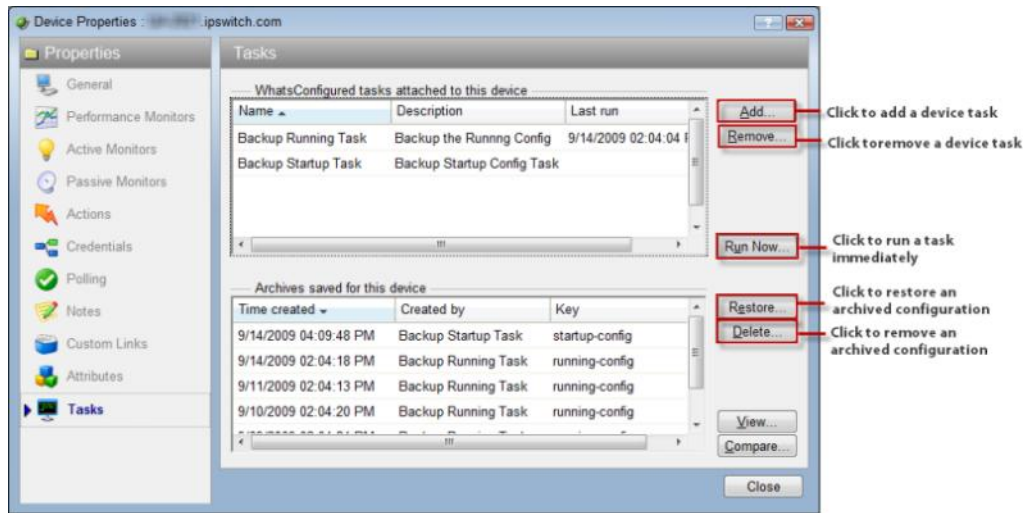 Device Properties : .ipswitch.com
Properties
General
Performance Monitors
Active Monitors
Passive Monitors
Actions
Credentials
Polling
Notes
Custom Links
Attributes
Tasks
Tasks
WhatsConfigured tasks attached to this device
Name Description Last run
Backup Running Task Backup the Runnng Config 9/14/2009 02:04:04
Backup Startup Task Backup Startup Config Task
Add...
Remove...
Run Now...
Archives saved for this device
Time created Created by Key
9/14/2009 04:09:48 PM Backup Startup Task startup-config
9/14/2009 02:04:18 PM Backup Running Task running-config
9/11/2009 02:04:13 PM Backup Running Task running-config
9/10/2009 02:04:20 PM Backup Running Task running-config
Restore...
Delete...
View...
Compare...
Close
Click to add a device task
Click toremove a device task
Click to run a task
immediately
Click to restore an
archived configuration
Click to remove an
archived configuration